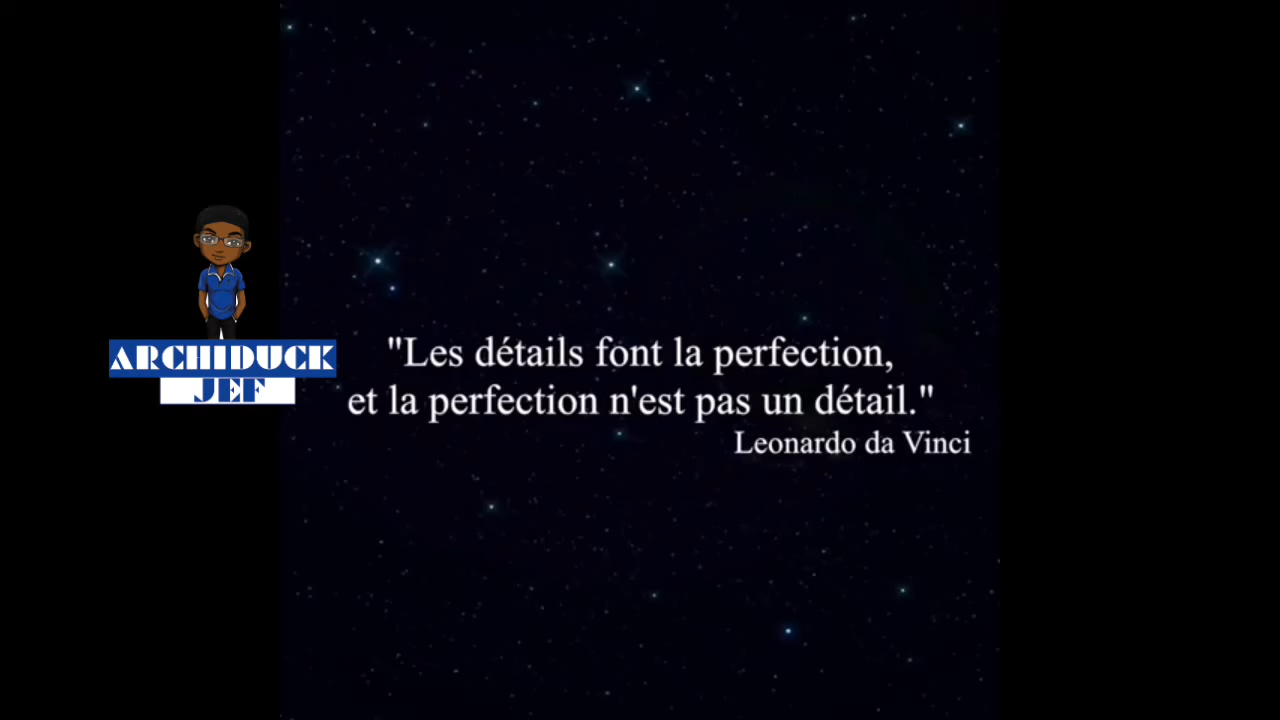 ARCHIDUCK
JEF
"Les détails font la perfection,
et la perfection n'est pas un détail."
Leonardo da Vinci